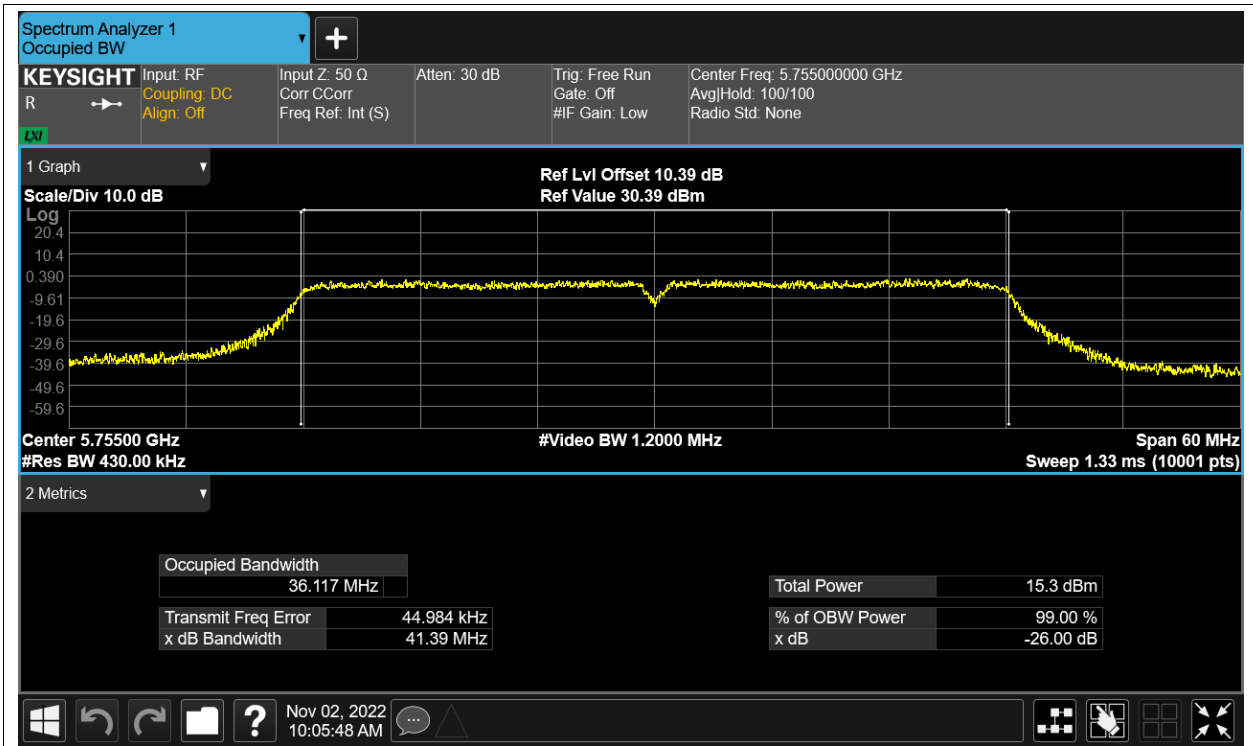 Spectrum Analyzer 1
Occupied BW
KEYSIGHT
R
LXI
Input: RF
Coupling: DC
Align: Off
Input Z: 50 Ω
Corr CCorr
Freq Ref: Int (S)
Atten: 30 dB
Trig: Free Run
Gate: Off
#IF Gain: Low
Center Freq: 5.755000000 GHz
Avg|Hold: 100/100
Radio Std: None
1 Graph
Scale/Div 10.0 dB
Ref Lvl Offset 10.39 dB
Ref Value 30.39 dBm
Log
20.4
10.4
0.390
-9.61
-19.6
-29.6
-39.6
-49.6
-59.6
Center 5.75500 GHz
#Res BW 430.00 kHz
#Video BW 1.2000 MHz
Span 60 MHz
Sweep 1.33 ms (10001 pts)
2 Metrics
Occupied Bandwidth
36.117 MHz
Transmit Freq Error 44.984 kHz
x dB Bandwidth 41.39 MHz
Total Power 15.3 dBm
% of OBW Power 99.00 %
x dB -26.00 dB
?
Nov 02, 2022
10:05:48 AM